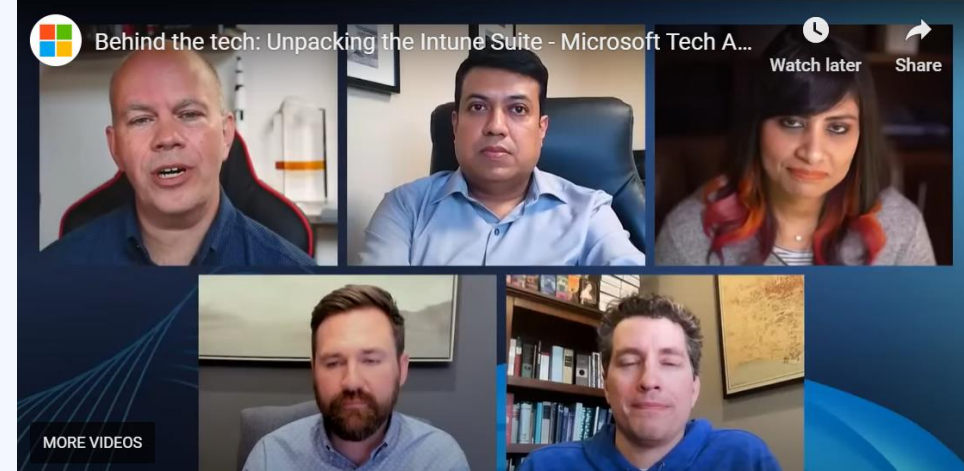 Behind the tech: Unpacking the Intune Suite - Microsoft Tech A...
Watch later
Share
MORE VIDEOS